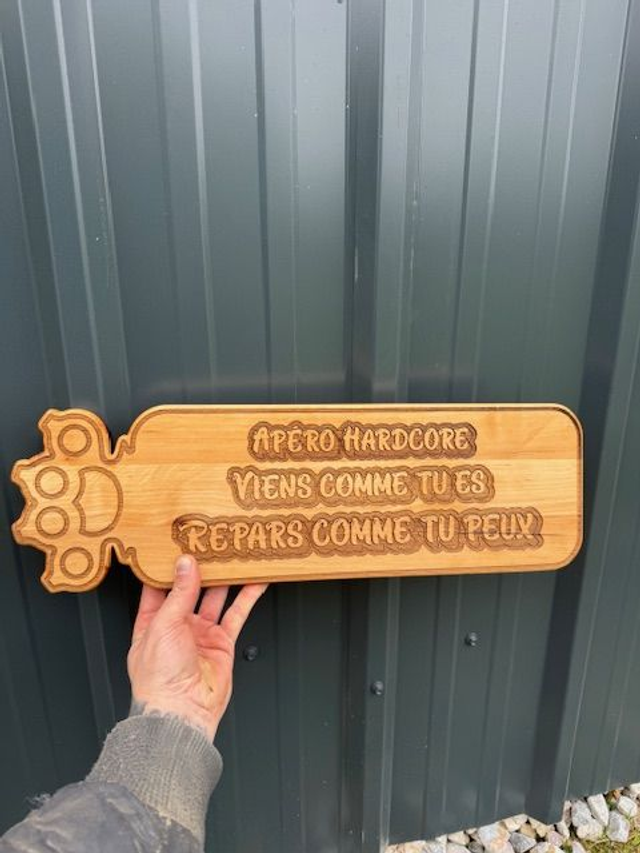 APÉRO HARDCORE
VIENS COMME TU ES
REPARS COMME TU PEUX